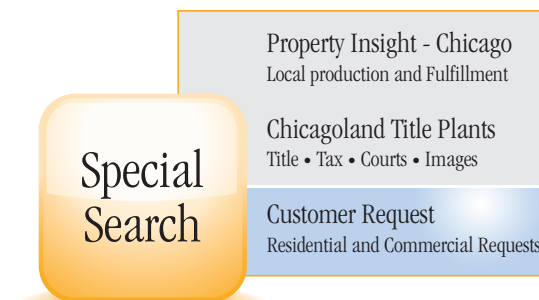 Property Insight - Chicago
Local production and Fulfillment
Chicagoland Title Plants
Title • Tax • Courts • Images
Special
Search
Customer Request
Residential and Commercial Requests